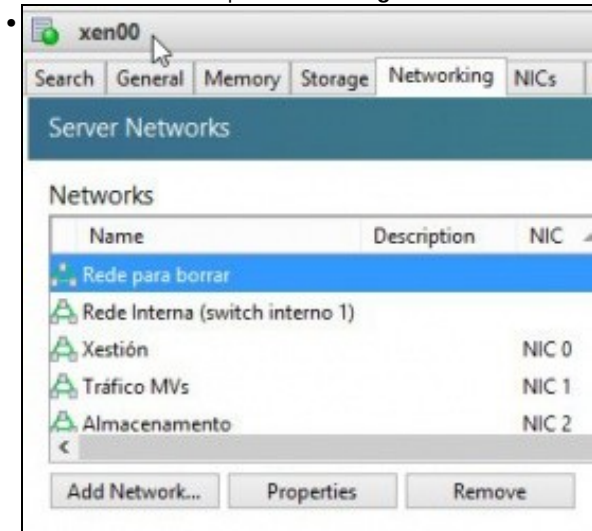 xen00
Search General Memory Storage Networking NICs
Server Networks
Networks
Name Description NIC
Rede para borrar
Rede Interna (switch interno 1)
Xestión NIC 0
Tráfico MVs NIC 1
Almacenamento NIC 2
Add Network... Properties Remove